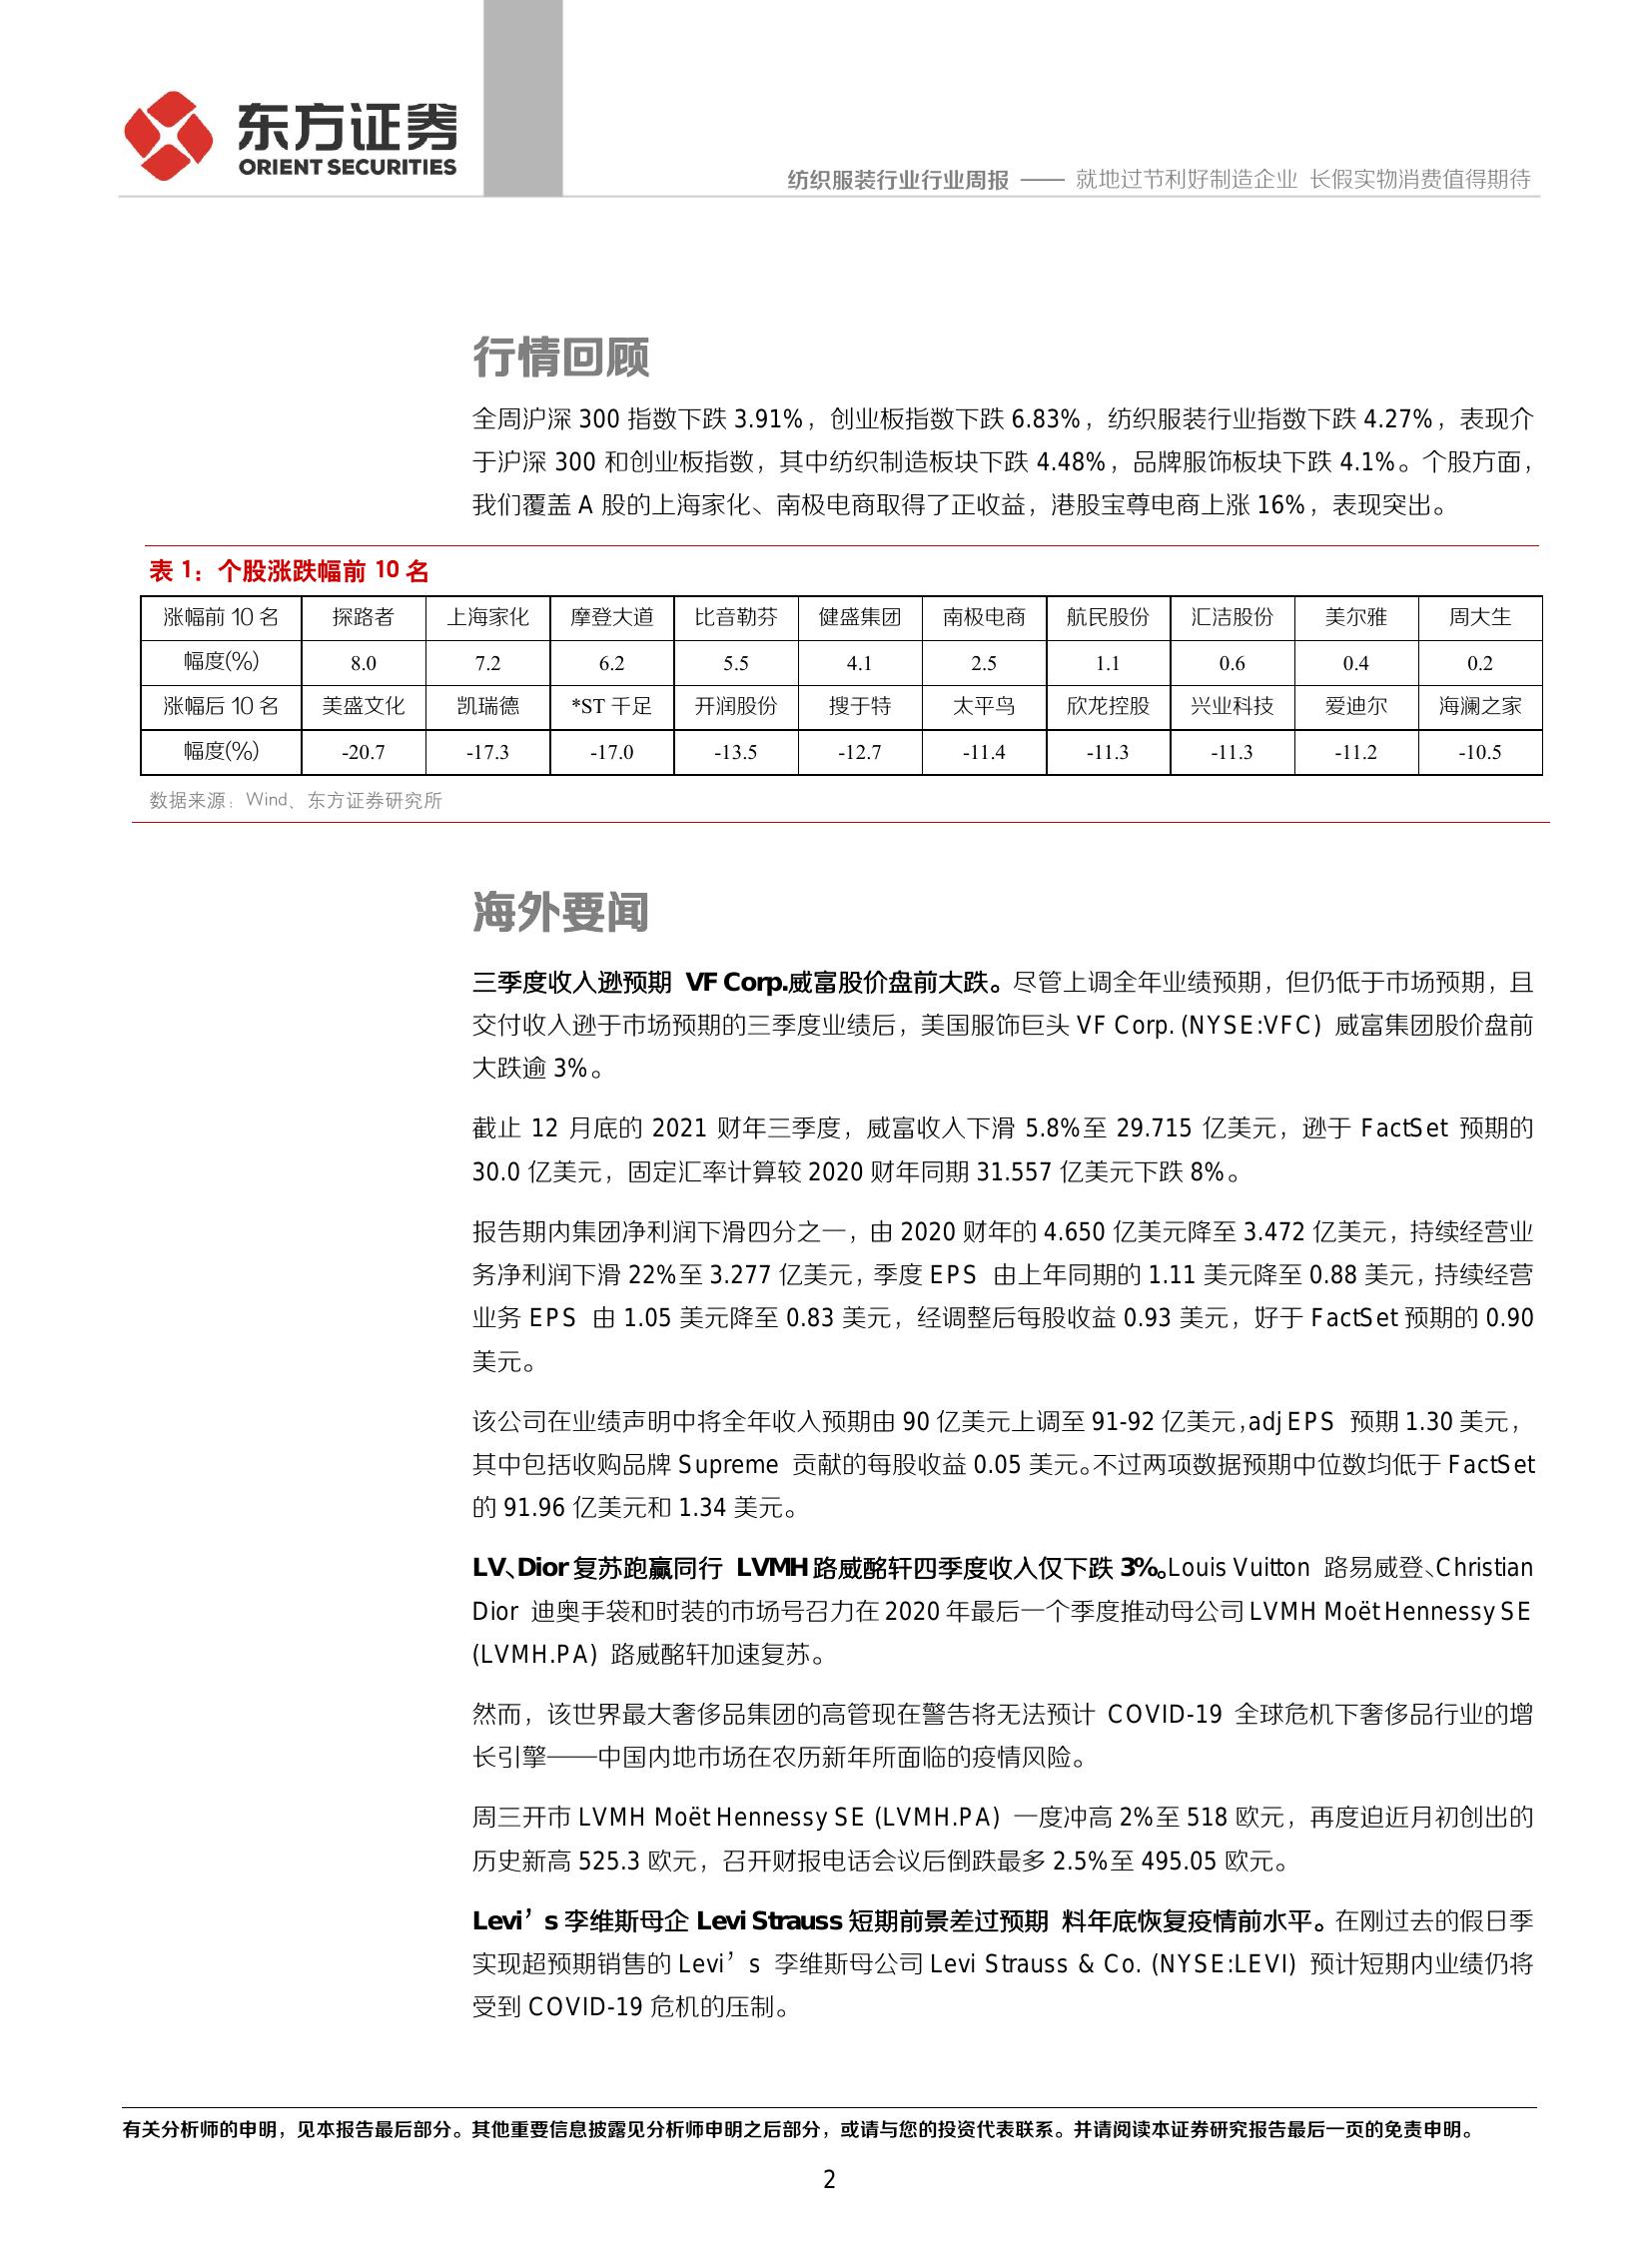 东方证券
ORIENT SECURITIES
纺织服装行业行业周报 —— 就地过节利好制造企业 长假实物消费值得期待
行情回顾
全周沪深 300 指数下跌 3.91%，创业板指数下跌 6.83%，纺织服装行业指数下跌 4.27%，表现介
于沪深 300 和创业板指数，其中纺织制造板块下跌 4.48%，品牌服饰板块下跌 4.1%。个股方面，
我们覆盖 A 股的上海家化、南极电商取得了正收益，港股宝尊电商上涨 16%，表现突出。
表 1：个股涨跌幅前 10 名
涨幅前 10 名 探路者 上海家化 摩登大道 比音勒芬 健盛集团 南极电商 航民股份 汇洁股份 美尔雅 周大生
幅度(%) 8.0 7.2 6.2 5.5 4.1 2.5 1.1 0.6 0.4 0.2
涨幅后 10 名 美盛文化 凯瑞德 *ST 千足 开润股份 搜于特 太平鸟 欣龙控股 兴业科技 爱迪尔 海澜之家
幅度(%) -20.7 -17.3 -17.0 -13.5 -12.7 -11.4 -11.3 -11.3 -11.2 -10.5
数据来源：Wind、东方证券研究所
海外要闻
三季度收入逊预期 VF Corp.威富股价盘前大跌。尽管上调全年业绩预期，但仍低于市场预期，且
交付收入逊于市场预期的三季度业绩后，美国服饰巨头 VF Corp. (NYSE:VFC) 威富集团股价盘前
大跌逾 3%。
截止 12 月底的 2021 财年三季度，威富收入下滑 5.8%至 29.715 亿美元，逊于 FactSet 预期的
30.0 亿美元，固定汇率计算较 2020 财年同期 31.557 亿美元下跌 8%。
报告期内集团净利润下滑四分之一，由 2020 财年的 4.650 亿美元降至 3.472 亿美元，持续经营业
务净利润下滑 22%至 3.277 亿美元，季度 EPS 由上年同期的 1.11 美元降至 0.88 美元，持续经营
业务 EPS 由 1.05 美元降至 0.83 美元，经调整后每股收益 0.93 美元，好于 FactSet 预期的 0.90
美元。
该公司在业绩声明中将全年收入预期由 90 亿美元上调至 91-92 亿美元，adj EPS 预期 1.30 美元，
其中包括收购品牌 Supreme 贡献的每股收益 0.05 美元。不过两项数据预期中位数均低于 FactSet
的 91.96 亿美元和 1.34 美元。
LV、Dior 复苏跑赢同行 LVMH 路威酩轩四季度收入仅下跌 3%。Louis Vuitton 路易威登、Christian
Dior 迪奥手袋和时装的市场号召力在 2020 年最后一个季度推动母公司 LVMH Moët Hennessy SE
(LVMH.PA) 路威酩轩加速复苏。
然而，该世界最大奢侈品集团的高管现在警告将无法预计 COVID-19 全球危机下奢侈品行业的增
长引擎——中国内地市场在农历新年所面临的疫情风险。
周三开市 LVMH Moët Hennessy SE (LVMH.PA) 一度冲高 2%至 518 欧元，再度迫近月初创出的
历史新高 525.3 欧元，召开财报电话会议后倒跌最多 2.5%至 495.05 欧元。
Levi’s 李维斯母企 Levi Strauss 短期前景差过预期 料年底恢复疫情前水平。在刚过去的假日季
实现超预期销售的 Levi’s 李维斯母公司 Levi Strauss & Co. (NYSE:LEVI) 预计短期内业绩仍将
受到 COVID-19 危机的压制。
有关分析师的申明，见本报告最后部分。其他重要信息披露见分析师申明之后部分，或请与您的投资代表联系。并请阅读本证券研究报告最后一页的免责申明。
2